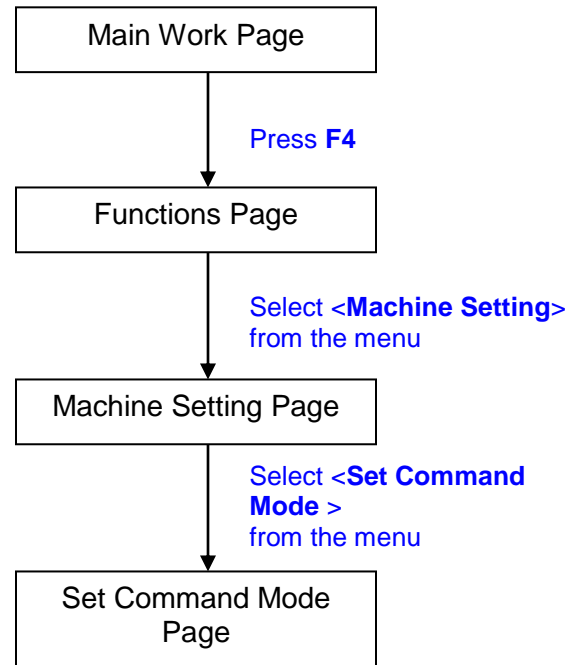 Main Work Page
Press F4
Functions Page
Select <Machine Setting>
from the menu
Machine Setting Page
Select <Set Command
Mode >
from the menu
Set Command Mode
Page